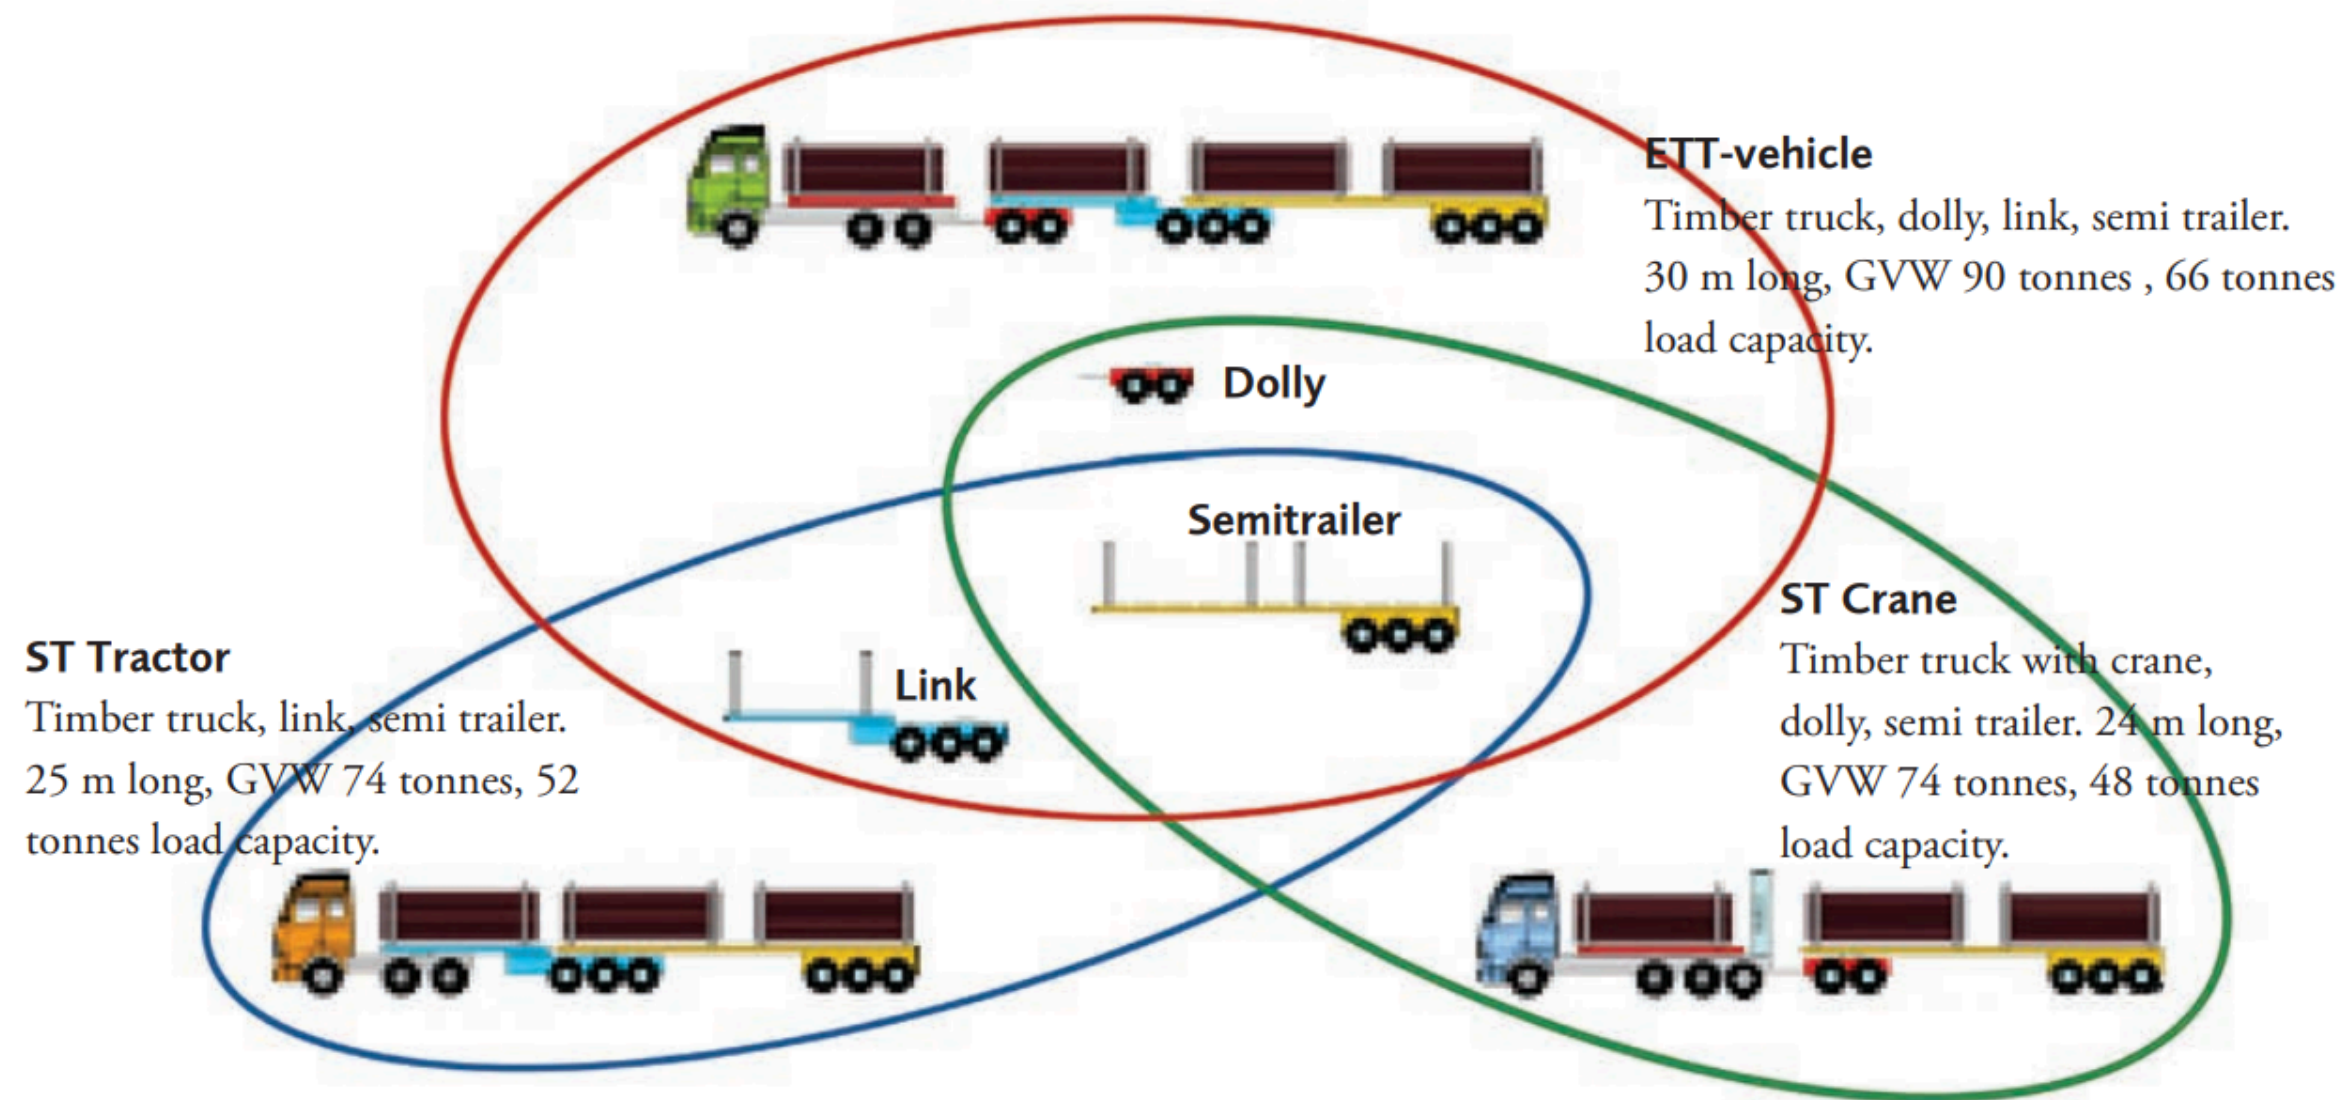 ETT-vehicle
Timber truck, dolly, link, semi trailer.
30 m long, GVW 90 tonnes , 66 tonnes
load capacity.
Dolly
Semitrailer
Link
ST Tractor
Timber truck, link, semi trailer.
25 m long, GVW 74 tonnes, 52
tonnes load capacity.
ST Crane
Timber truck with crane,
dolly, semi trailer. 24 m long,
GVW 74 tonnes, 48 tonnes
load capacity.